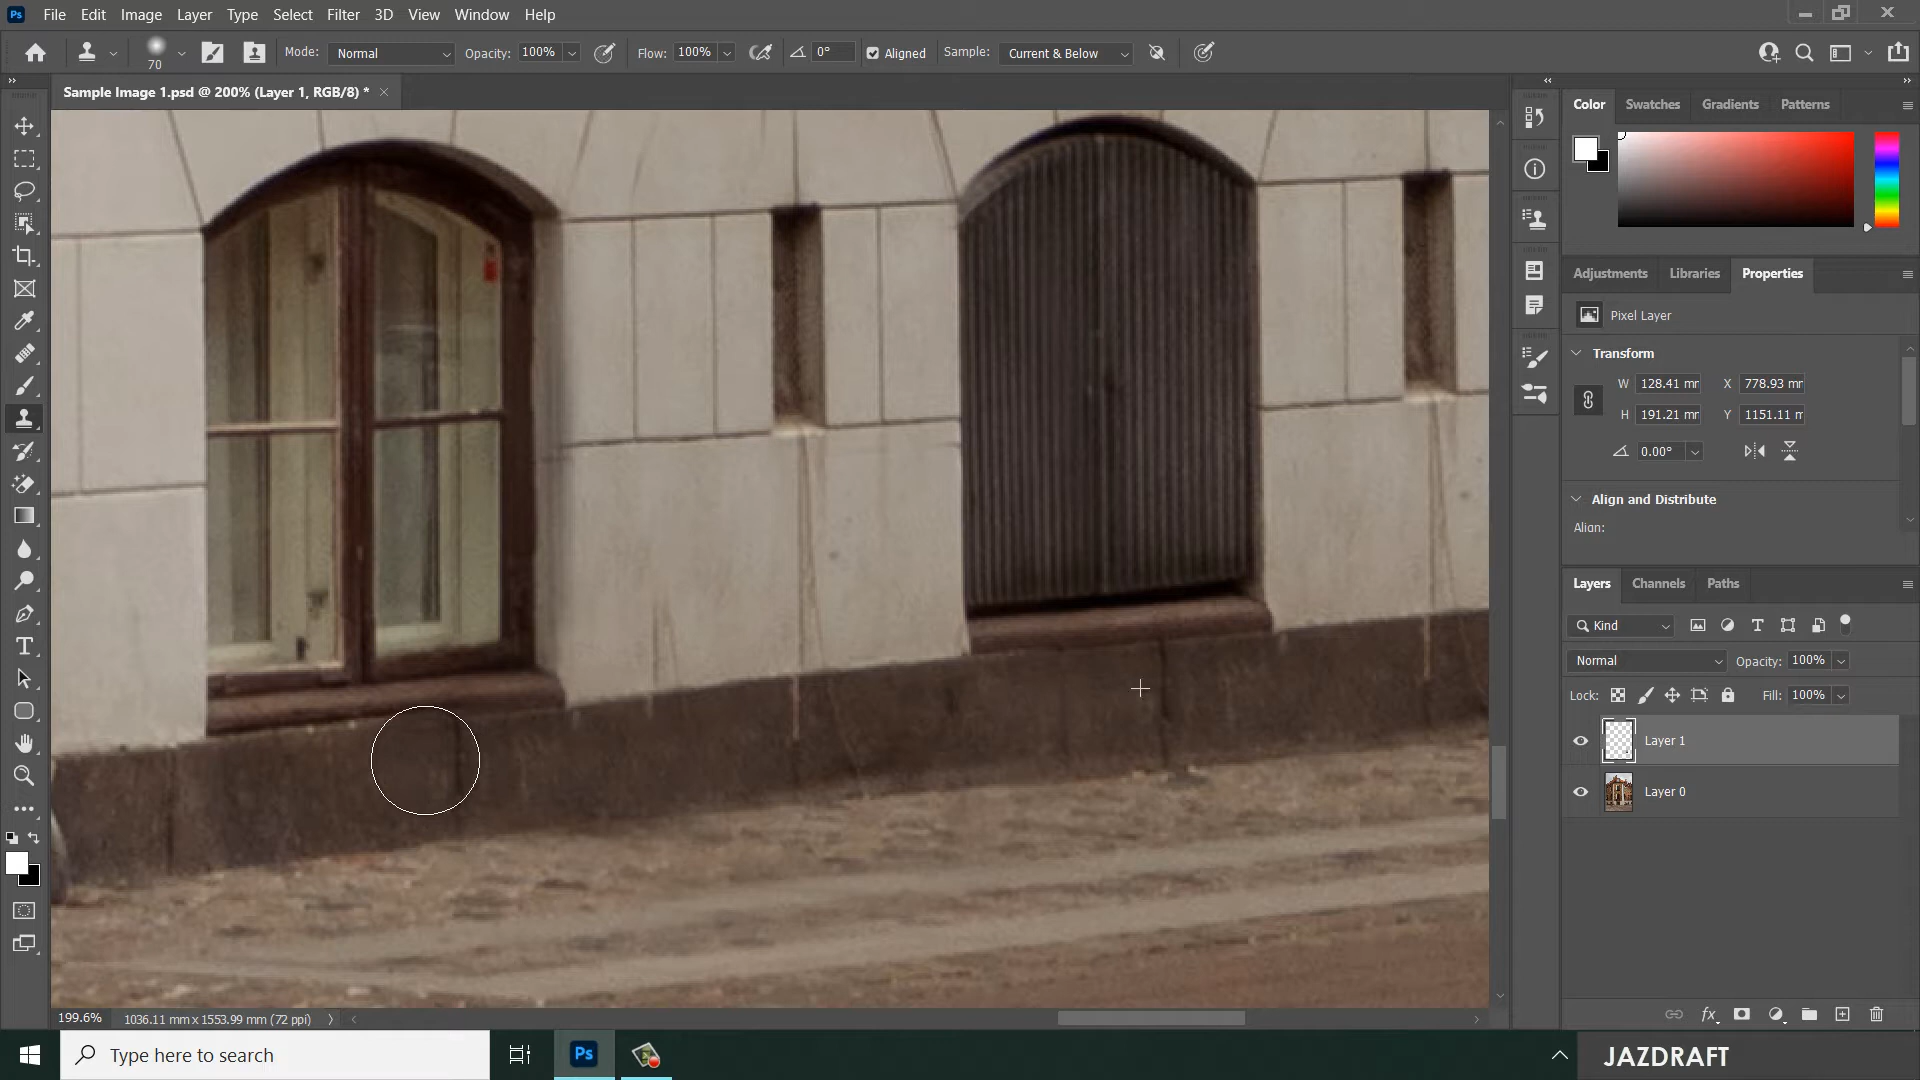 Ps File Edit Image Layer Type Select Filter 3D View Window Help
70 Mode: Normal Opacity: 100% Flow: 100% 0° Aligned Sample: Current & Below
Sample Image 1.psd @ 200% (Layer 1, RGB/8) *
Color Swatches Gradients Patterns
Adjustments Libraries Properties
Pixel Layer
Transform
W 128.41 mr X 778.93 mr
H 191.21 mr Y 1151.11 r
0.00°
Align and Distribute
Align:
Layers Channels Paths
Kind
Normal Opacity: 100%
Lock: Fill: 100%
Layer 1
Layer 0
fx
199.6% 1036.11 mm x 1553.99 mm (72 ppi)
Type here to search Ps
JAZDRAFT